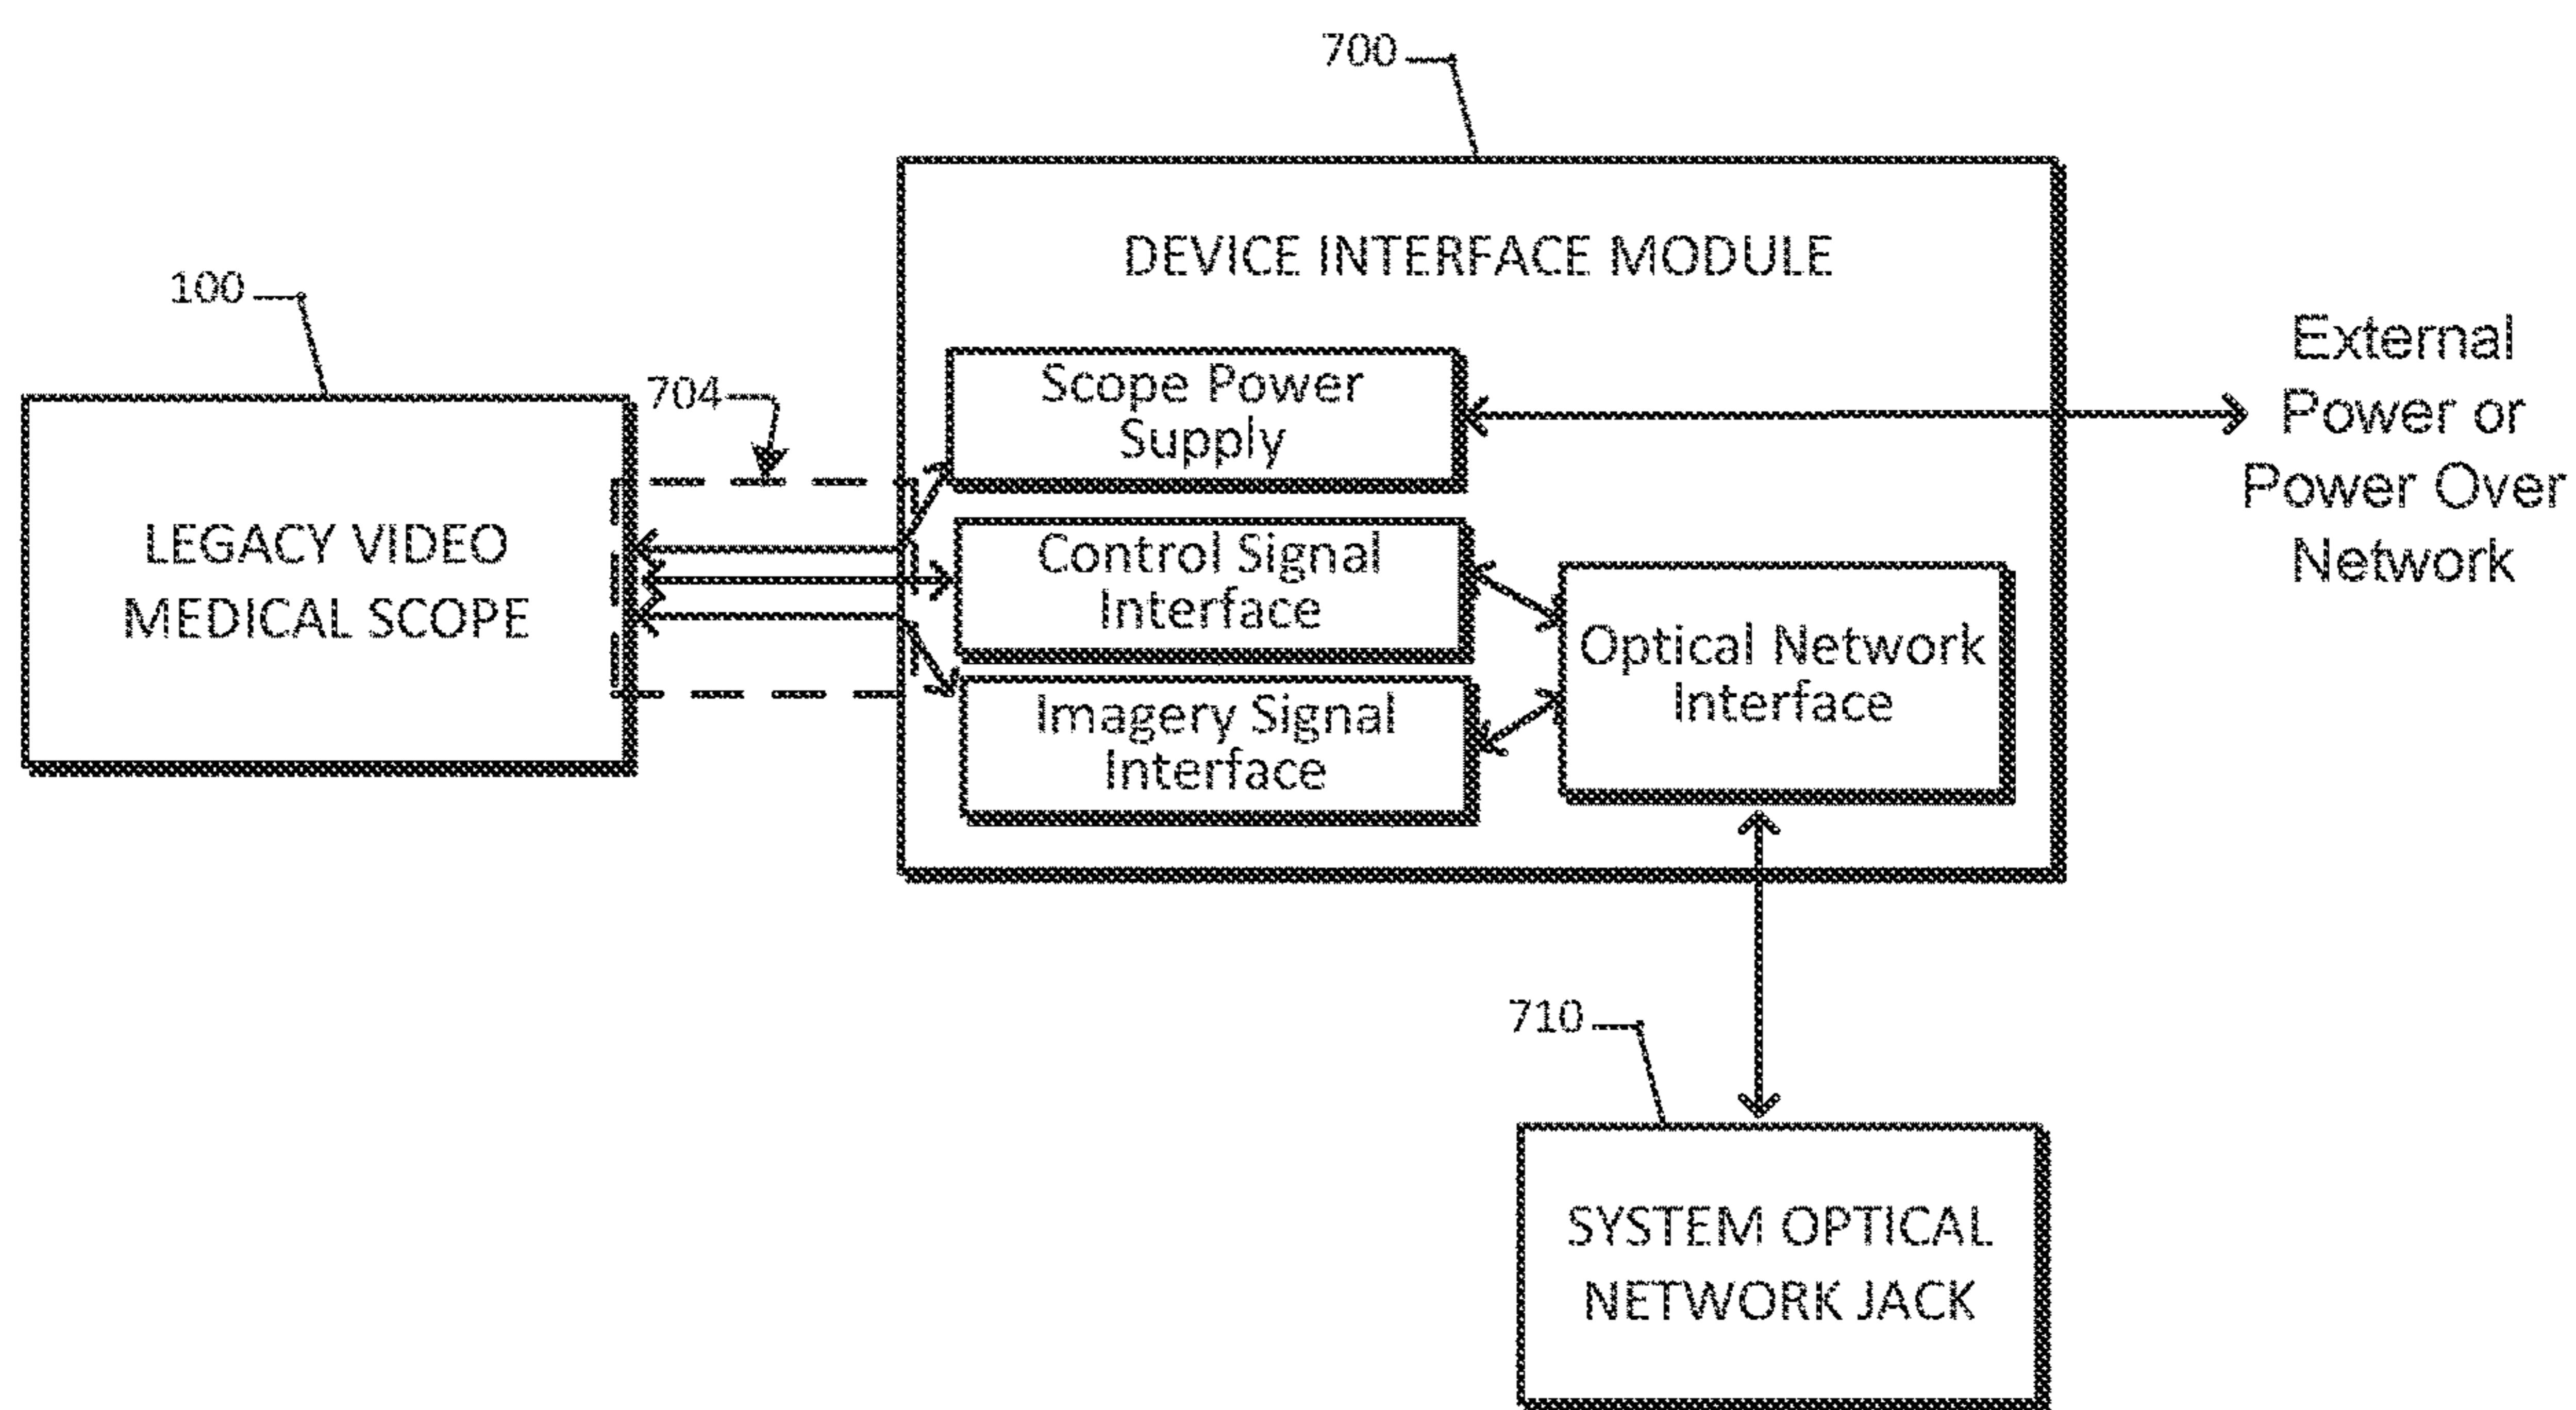 700
DEVICE INTERFACE MODULE
100
704
LEGACY VIDEO
MEDICAL SCOPE
Scope Power
Supply
Control Signal
Interface
Imagery Signal
Interface
Optical Network
Interface
External
Power or
Power Over
Network
710
SYSTEM OPTICAL
NETWORK JACK